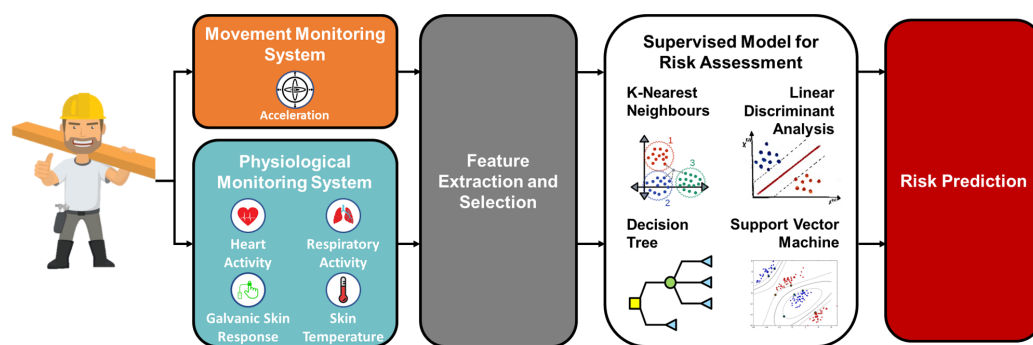 Movement Monitoring
System
Acceleration
Physiological
Monitoring System
Heart
Activity
Respiratory
Activity
Galvanic Skin
Response
Skin
Temperature
Feature
Extraction and
Selection
Supervised Model for
Risk Assessment
K-Nearest
Neighbours
1
3
2
Linear
Discriminant
Analysis
Decision
Tree
Support Vector
Machine
Risk Prediction